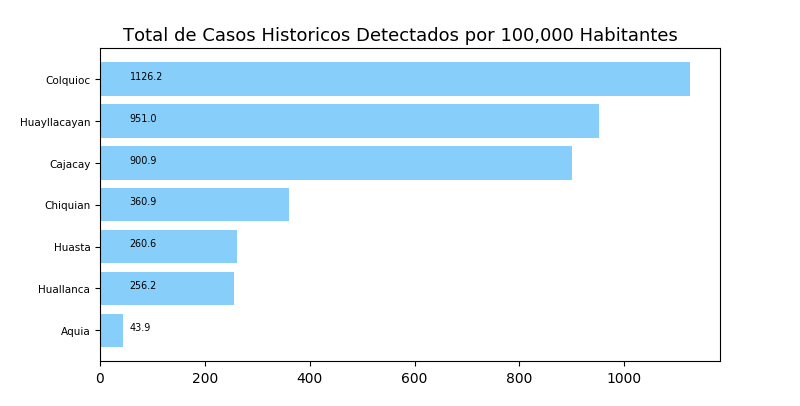 Total de Casos Historicos Detectados por 100,000 Habitantes
Colquioc 1126.2
Huayllacayan 951.0
Cajacay 900.9
Chiquian 360.9
Huasta 260.6
Huallanca 256.2
Aquia 43.9
0 200 400 600 800 1000